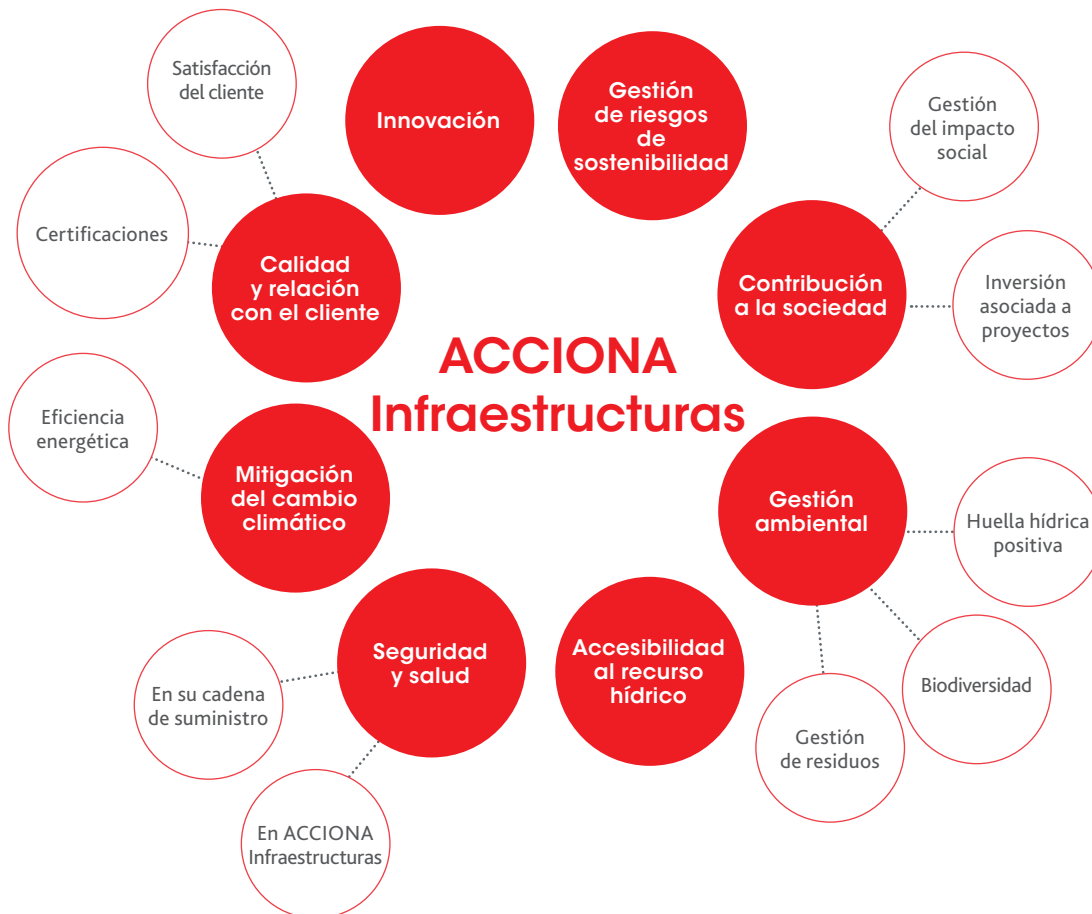 Satisfacción
del cliente
Innovación
Gestión
de riesgos
de
sostenibilidad
Gestión
del impacto
social
Certificaciones
Calidad
y relación
con el cliente
Contribución
a la sociedad
Inversión
asociada a
proyectos
ACCIONA
Infraestructuras
Eficiencia
energética
Mitigación
del cambio
climático
Gestión
ambiental
Huella hídrica
positiva
Seguridad
y salud
Accesibilidad
al recurso
hídrico
En su cadena
de suministro
Biodiversidad
Gestión
de residuos
En ACCIONA
Infraestructuras